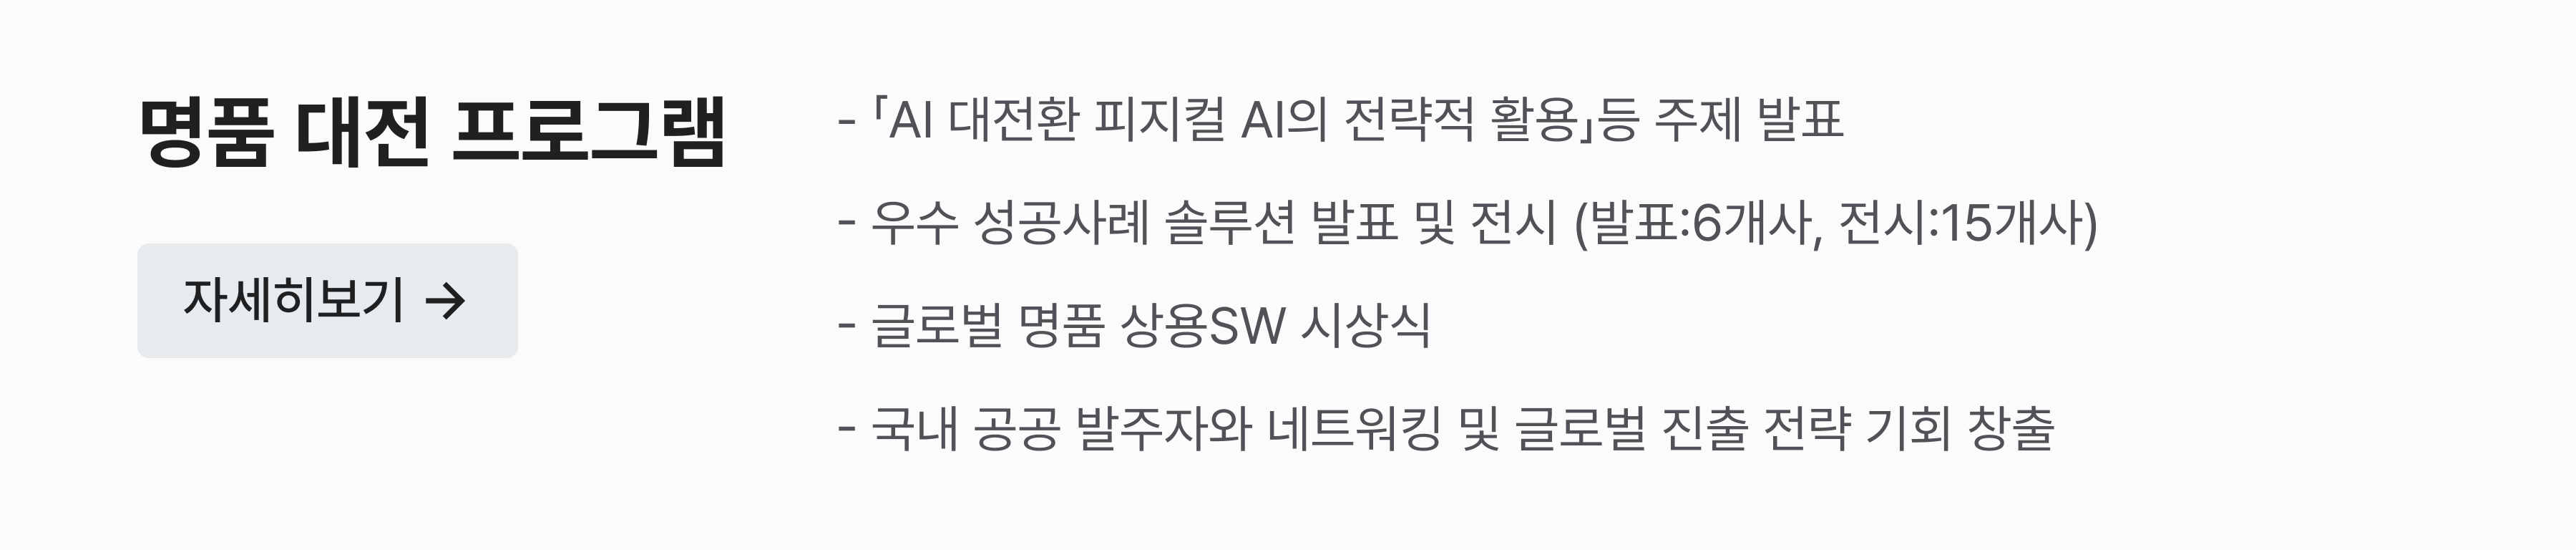 명품 대전 프로그램
자세히보기 →
- 「AI 대전환 피지컬 AI의 전략적 활용」등 주제 발표
- 우수 성공사례 솔루션 발표 및 전시 (발표:6개사, 전시:15개사)
- 글로벌 명품 상용SW 시상식
- 국내 공공 발주자와 네트워킹 및 글로벌 진출 전략 기회 창출